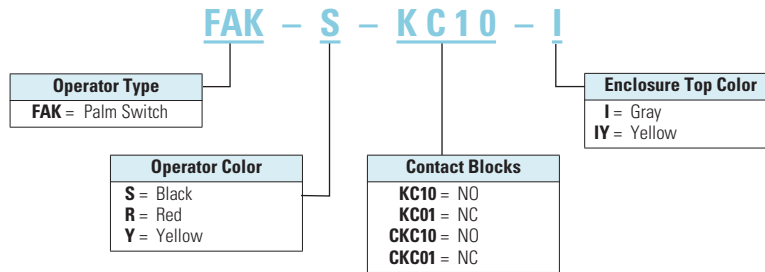 FAK – S – KC10 – I
Operator Type
FAK = Palm Switch
Enclosure Top Color
I = Gray
IY = Yellow
Operator Color
S = Black
R = Red
Y = Yellow
Contact Blocks
KC10 = NO
KC01 = NC
CKC10 = NO
CKC01 = NC